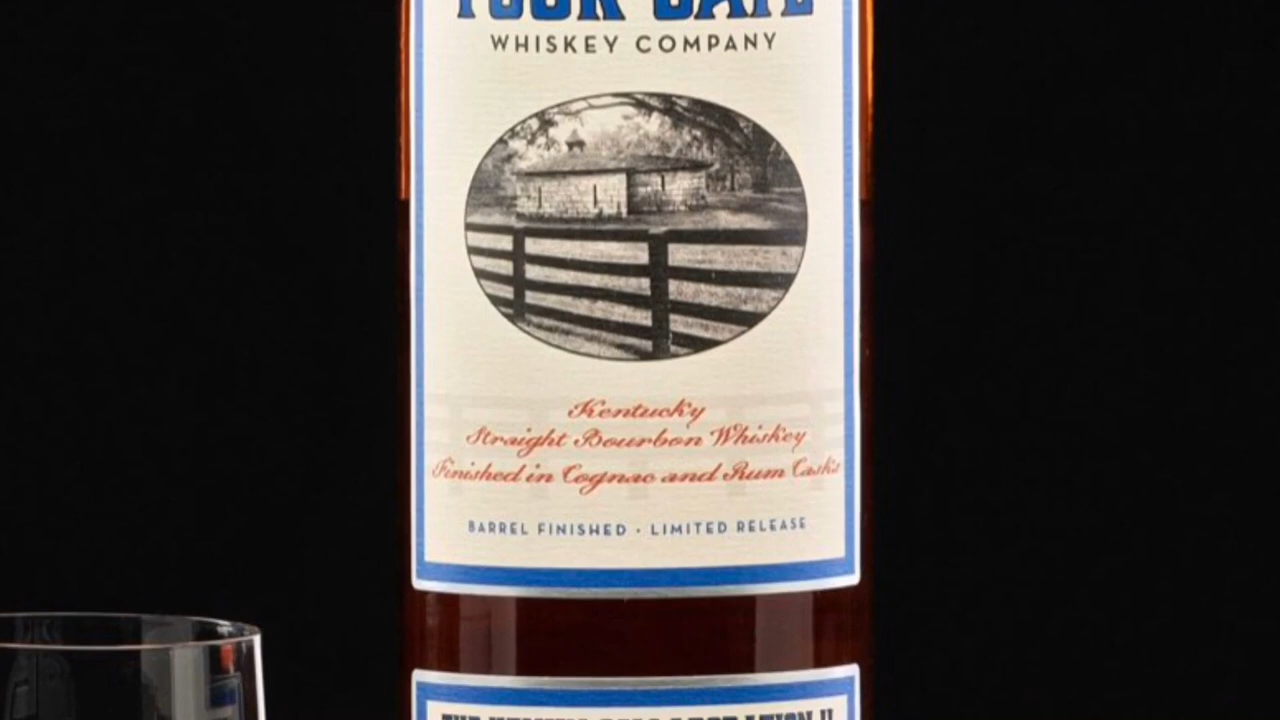 WHISKEY COMPANY
Kentucky
Straight Bourbon Whiskey
Finished in Cognac and Rum Casks
BARREL FINISHED · LIMITED RELEASE